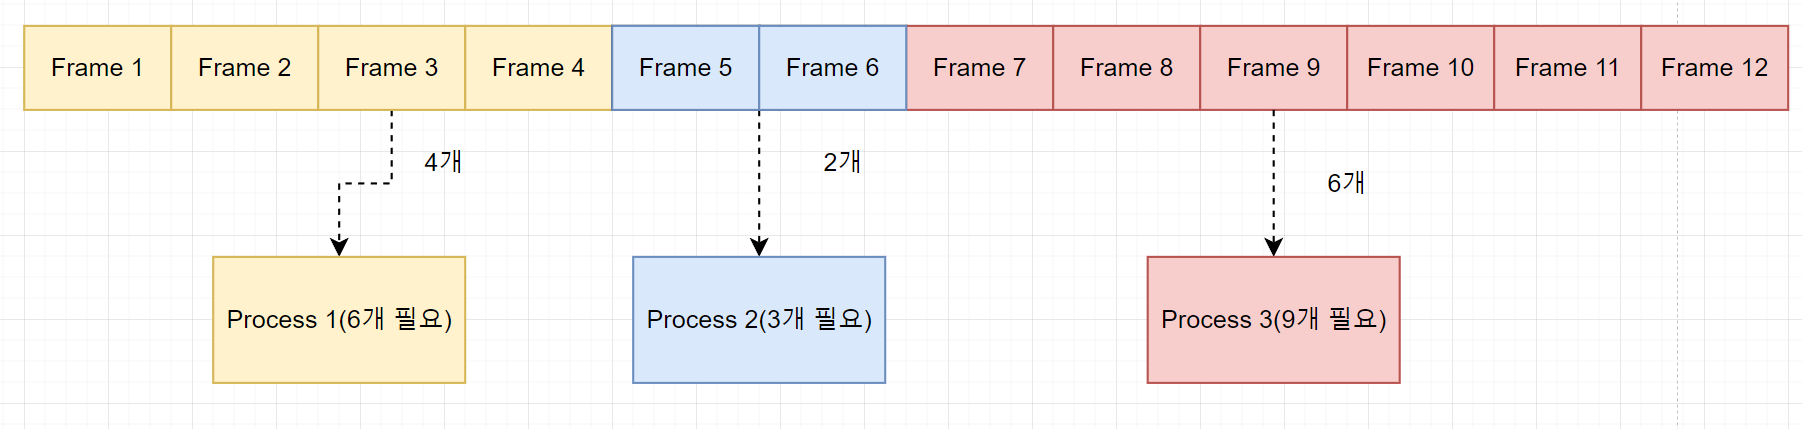 Frame 1
Frame 2
Frame 3
Frame 4
Frame 5
Frame 6
Frame 7
Frame 8
Frame 9
Frame 10
Frame 11
Frame 12
4개
2개
6개
Process 1(6개 필요)
Process 2(3개 필요)
Process 3(9개 필요)